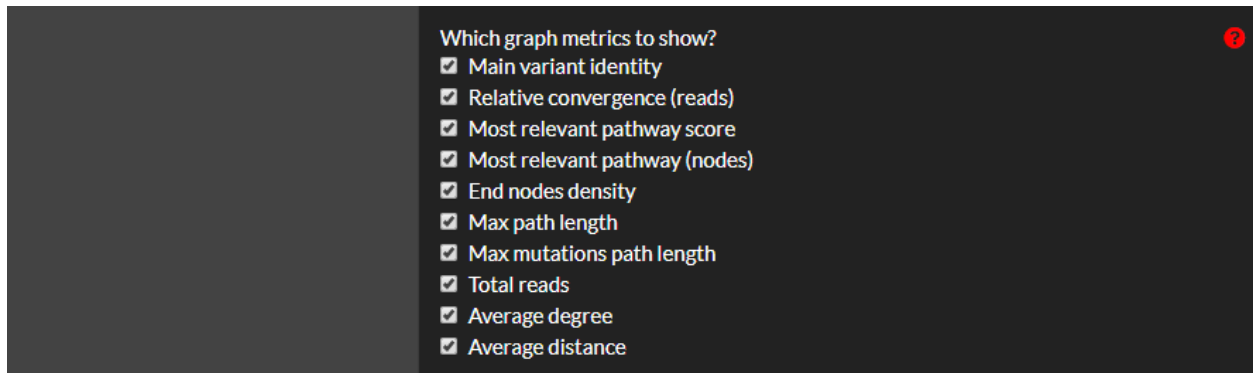 Which graph metrics to show?
?
Main variant identity
Relative convergence (reads)
Most relevant pathway score
Most relevant pathway (nodes)
End nodes density
Max path length
Max mutations path length
Total reads
Average degree
Average distance